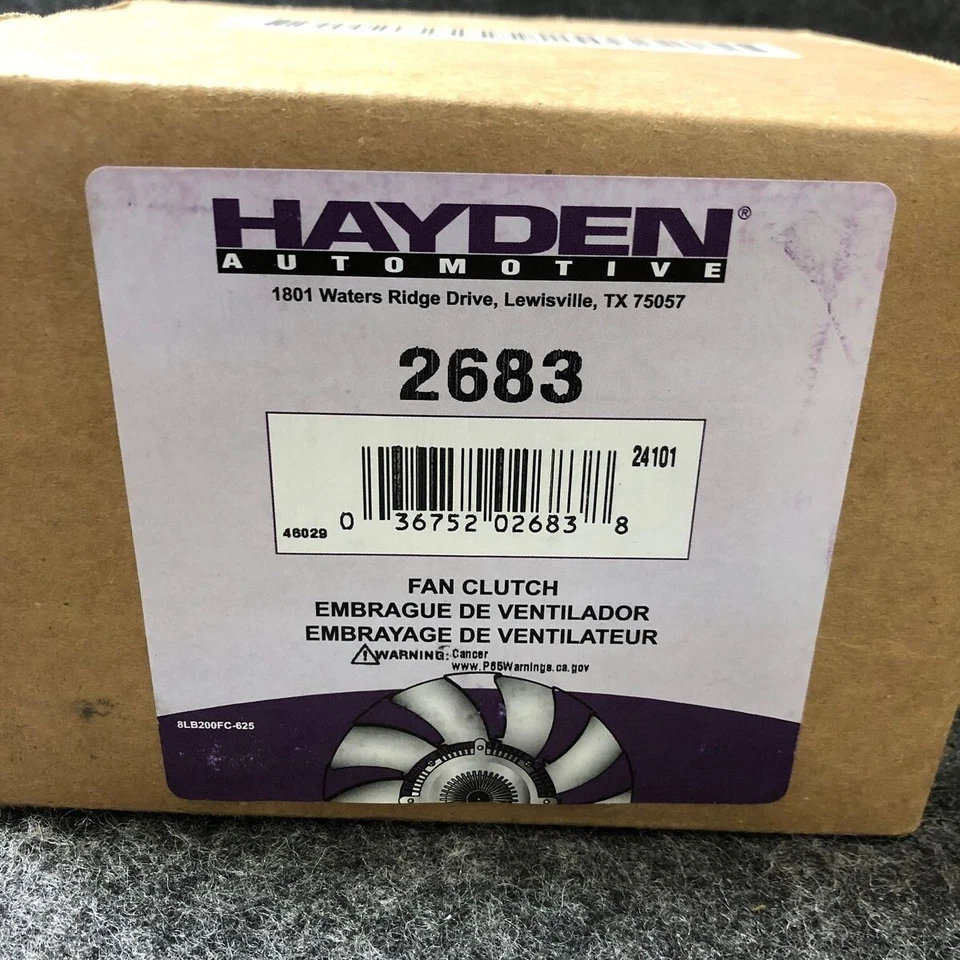 HAYDEN®
AUTOMOTIVE
1801 Waters Ridge Drive, Lewisville, TX 75057
2683
24101
46029
0 36752 02683 8
FAN CLUTCH
EMBRAGUE DE VENTILADOR
EMBRAYAGE DE VENTILATEUR
WARNING: Cancer
www.P65Warnings.ca.gov
8LB200FC-625